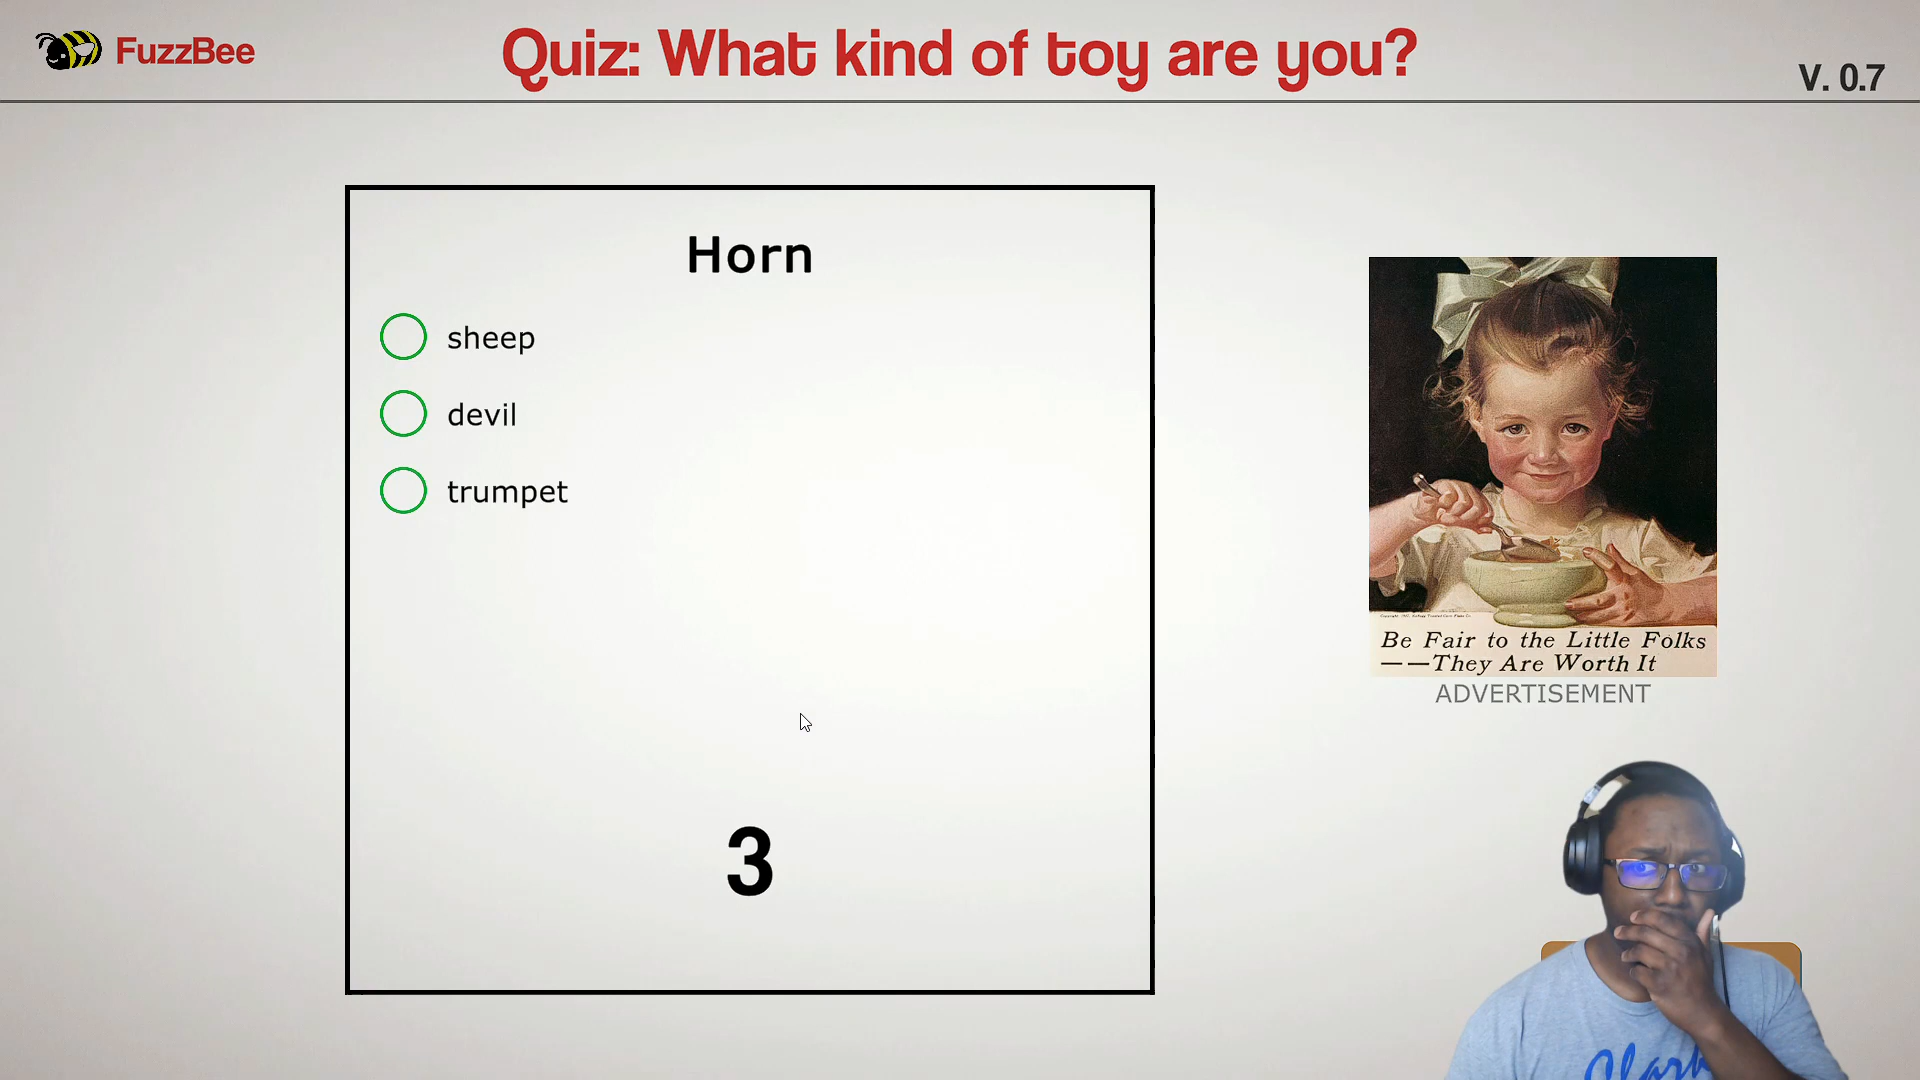 FuzzBee
Quiz: What kind of toy are you?
V. 0.7
Horn
sheep
devil
trumpet
3
Be Fair to the Little Folks
——They Are Worth It
ADVERTISEMENT